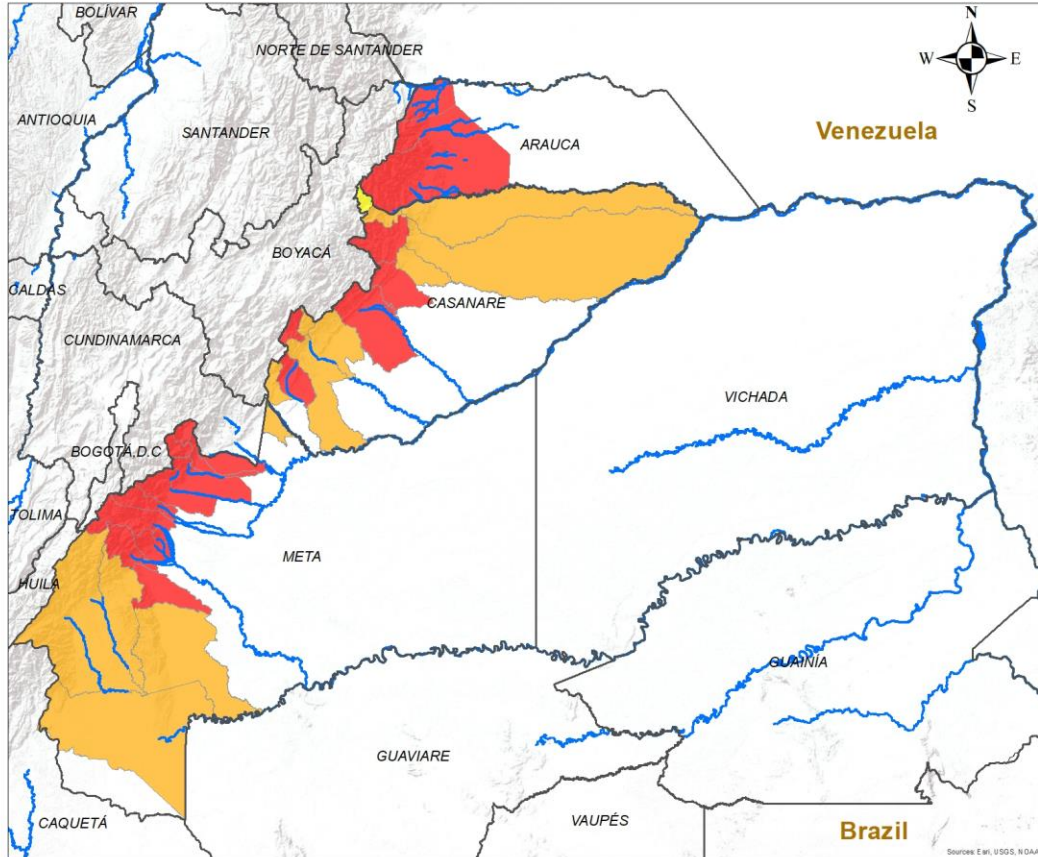 BOLÍVAR
N
NORTE DE SANTANDER
W E
S
ANTIOQUIA
SANTANDER
ARAUCA
Venezuela
BOYACÁ
CALDAS
CASANARE
CUNDINAMARCA
VICHADA
BOGOTÁ,D.C
TOLIMA
META
HUILA
GUAINÍA
GUAVIARE
CAQUETÁ
VAUPÉS
Brazil
Sources: Esri, USGS, NOAA